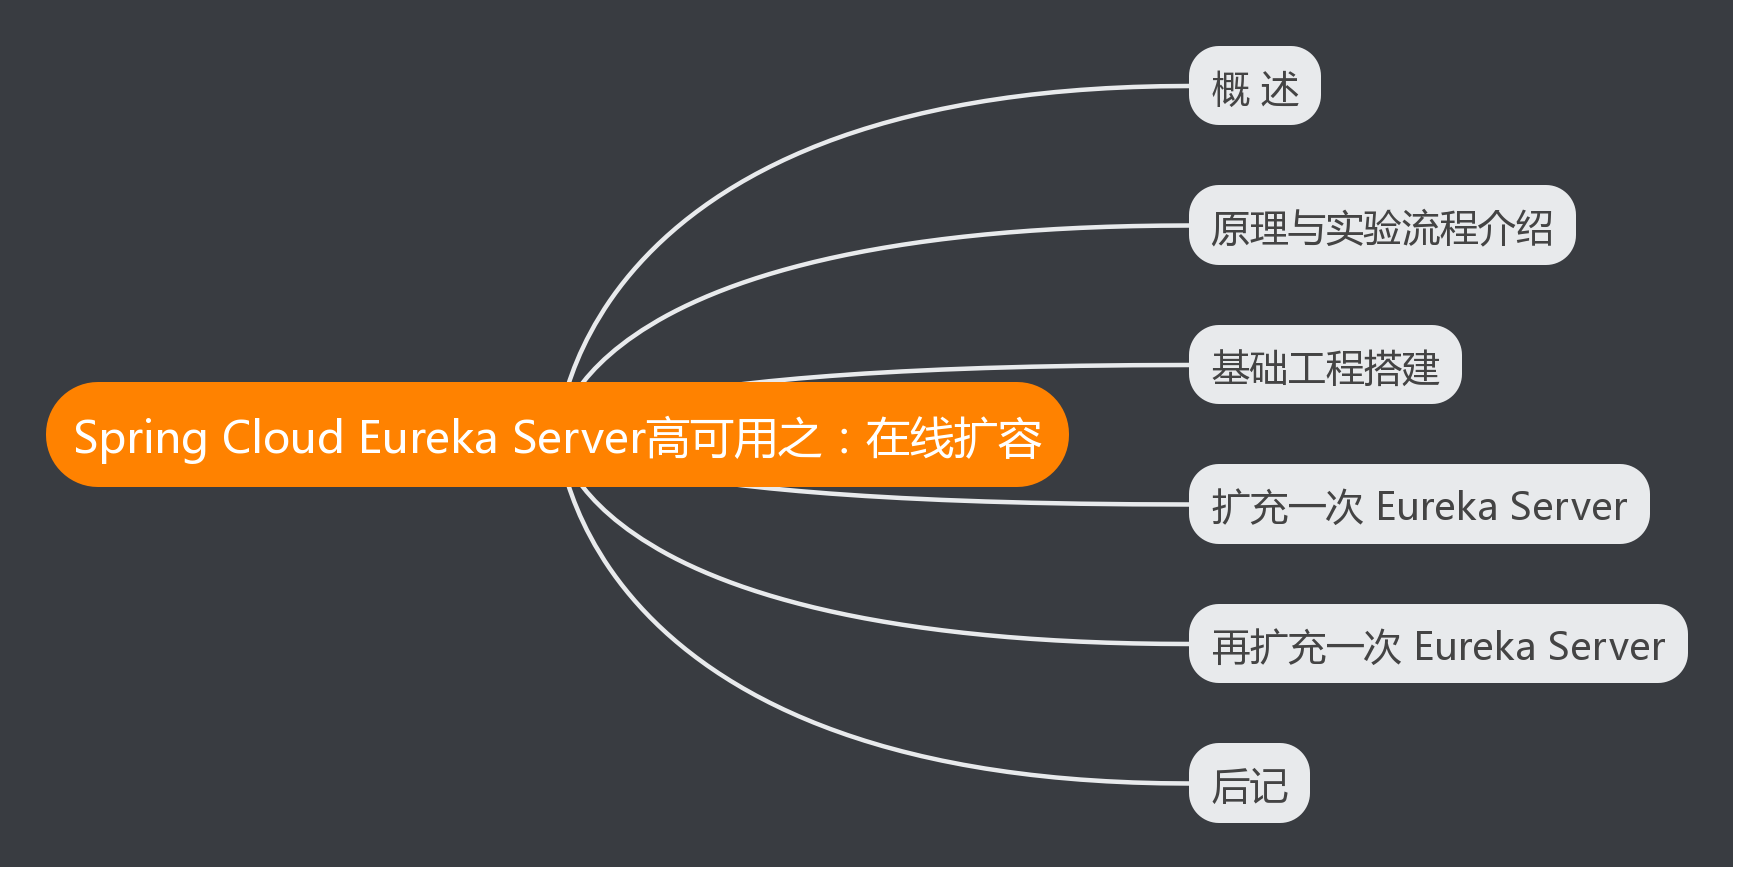 概 述
原理与实验流程介绍
基础工程搭建
Spring Cloud Eureka Server高可用之：在线扩容
扩充一次 Eureka Server
再扩充一次 Eureka Server
后记